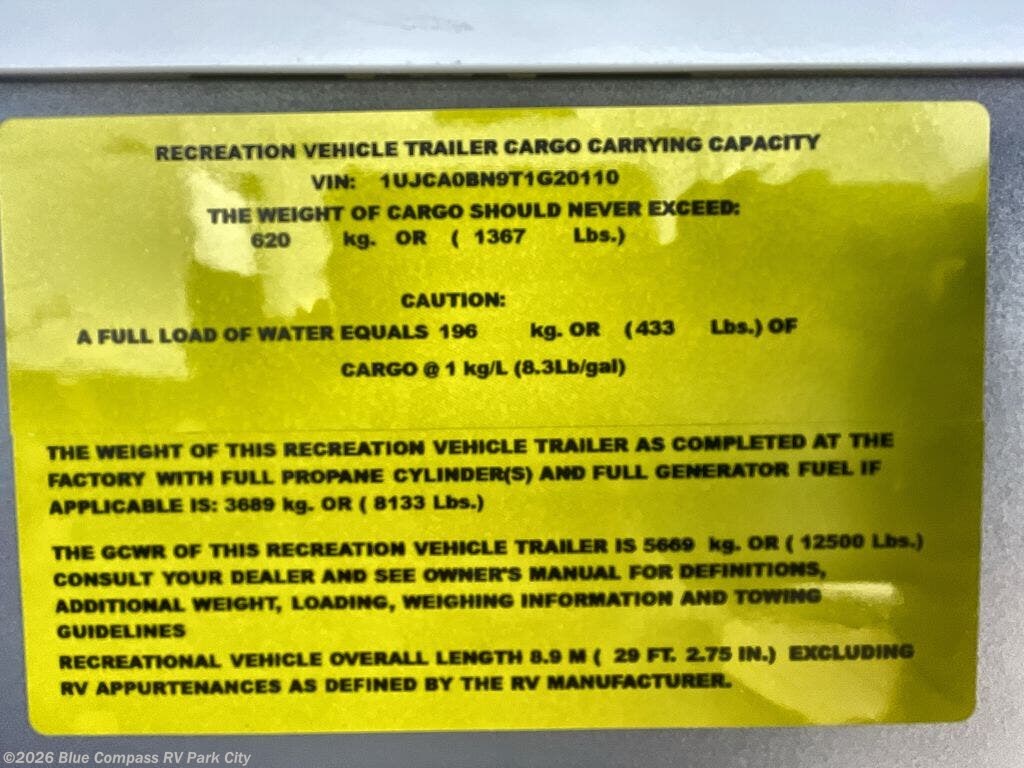 RECREATION VEHICLE TRAILER CARGO CARRYING CAPACITY
VIN: 1UJCA0BN9T1G20110
THE WEIGHT OF CARGO SHOULD NEVER EXCEED:
620 kg. OR ( 1367 Lbs.)
CAUTION:
A FULL LOAD OF WATER EQUALS 196 kg. OR (433 Lbs.) OF
CARGO @ 1 kg/L (8.3Lb/gal)
THE WEIGHT OF THIS RECREATION VEHICLE TRAILER AS COMPLETED AT THE
FACTORY WITH FULL PROPANE CYLINDER(S) AND FULL GENERATOR FUEL IF
APPLICABLE IS: 3689 kg. OR ( 8133 Lbs.)
THE GCWR OF THIS RECREATION VEHICLE TRAILER IS 5669 kg. OR ( 12500 Lbs.)
CONSULT YOUR DEALER AND SEE OWNER'S MANUAL FOR DEFINITIONS,
ADDITIONAL WEIGHT, LOADING, WEIGHING INFORMATION AND TOWING
GUIDELINES
RECREATIONAL VEHICLE OVERALL LENGTH 8.9 M ( 29 FT. 2.75 IN.) EXCLUDING
RV APPURTENANCES AS DEFINED BY THE RV MANUFACTURER.
©2026 Blue Compass RV Park City